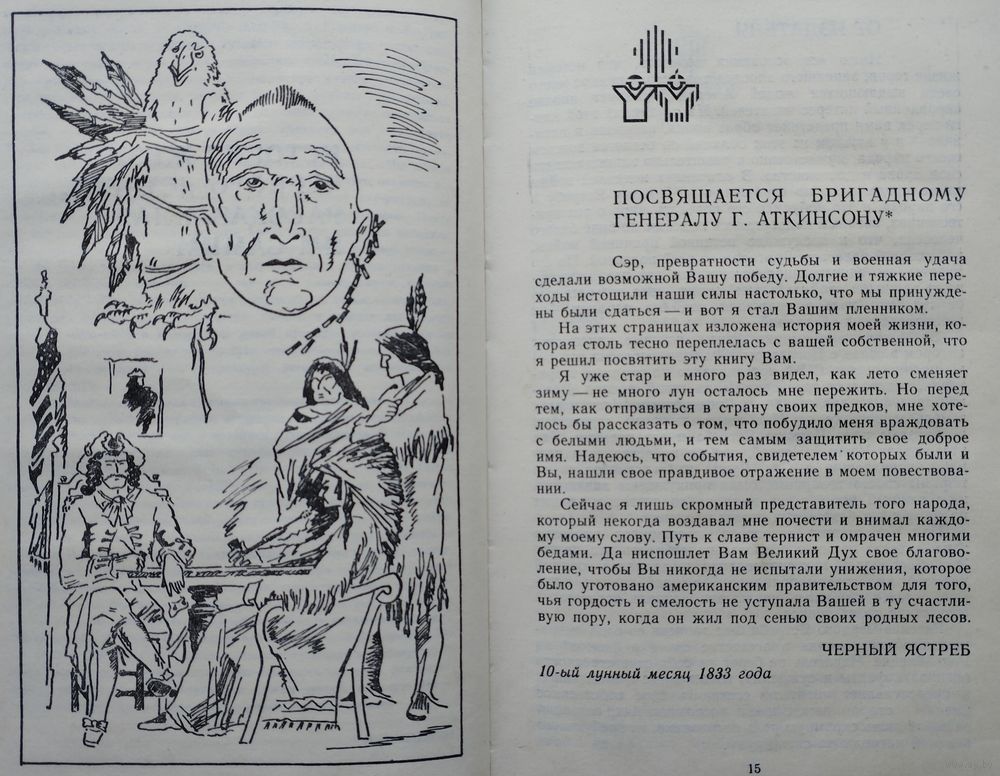 ПОСВЯЩАЕТСЯ БРИГАДНОМУ
ГЕНЕРАЛУ Г. АТКИНСОНУ*
Сэр, превратности судьбы и военная удача
сделали возможной Вашу победу. Долгие и тяжкие пере-
ходы истощили наши силы настолько, что мы принужде-
ны были сдаться — и вот я стал Вашим пленником.
На этих страницах изложена история моей жизни, ко-
торая столь тесно переплелась с вашей собственной, что
я решил посвятить эту книгу Вам.
Я уже стар и много раз видел, как лето сменяет
зиму — не много лун осталось мне пережить. Но перед
тем, как отправиться в страну своих предков, мне хоте-
лось бы рассказать о том, что побудило меня враждовать
с белыми людьми, и тем самым защитить свое доброе
имя. Надеюсь, что события, свидетелем которых были и
Вы, нашли свое правдивое отражение в моем повествова-
нии.
Сейчас я лишь скромный представитель того народа,
который некогда воздавал мне почести и внимал каждо-
му моему слову. Путь к славе тернист и омрачен многими
бедами. Да ниспошлет Вам Великий Дух свое благово-
ление, чтобы Вы никогда не испытали унижения, которое
было уготовано американским правительством для того,
чья гордость и смелость не уступала Вашей в ту счастли-
вую пору, когда он жил под сенью своих родных лесов.
ЧЕРНЫЙ ЯСТРЕБ
10-ый лунный месяц 1833 года
15